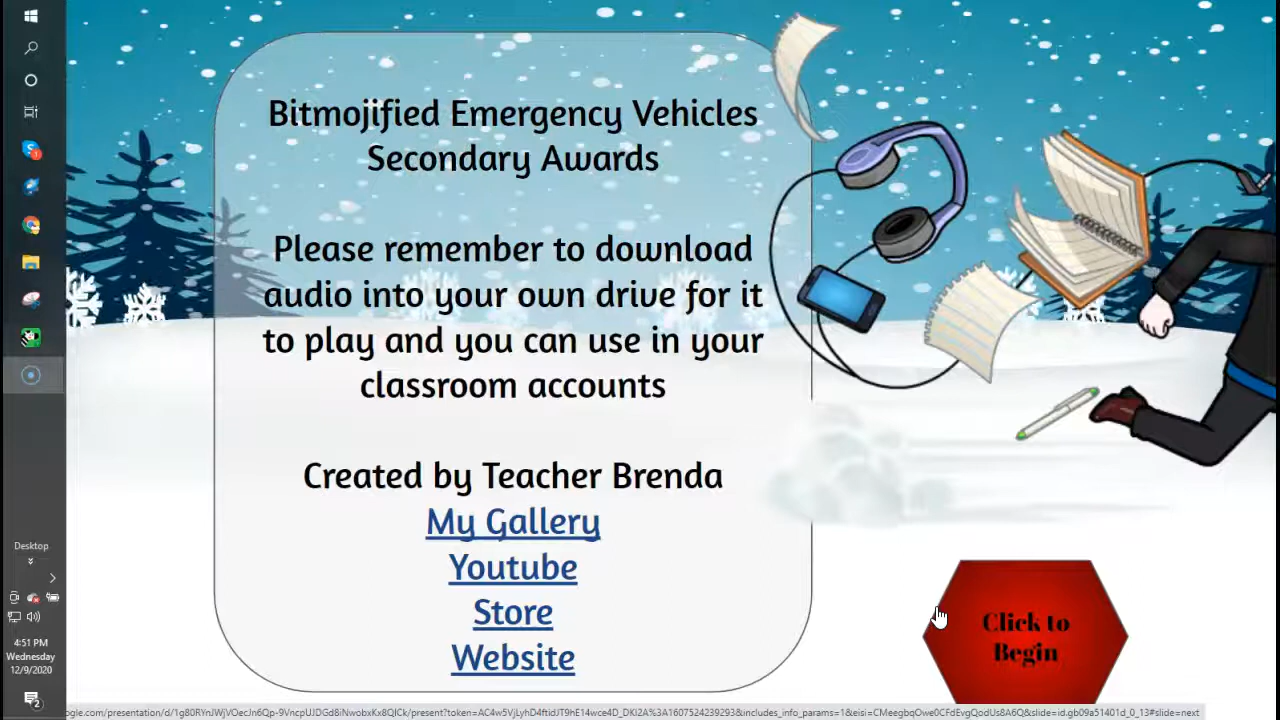 Bitmojified Emergency Vehicles
Secondary Awards
Please remember to download
audio into your own drive for it
to play and you can use in your
classroom accounts
Created by Teacher Brenda
My Gallery
Youtube
Store
Website
Click to
Begin
Desktop
4:51 PM
Wednesday
12/9/2020
2